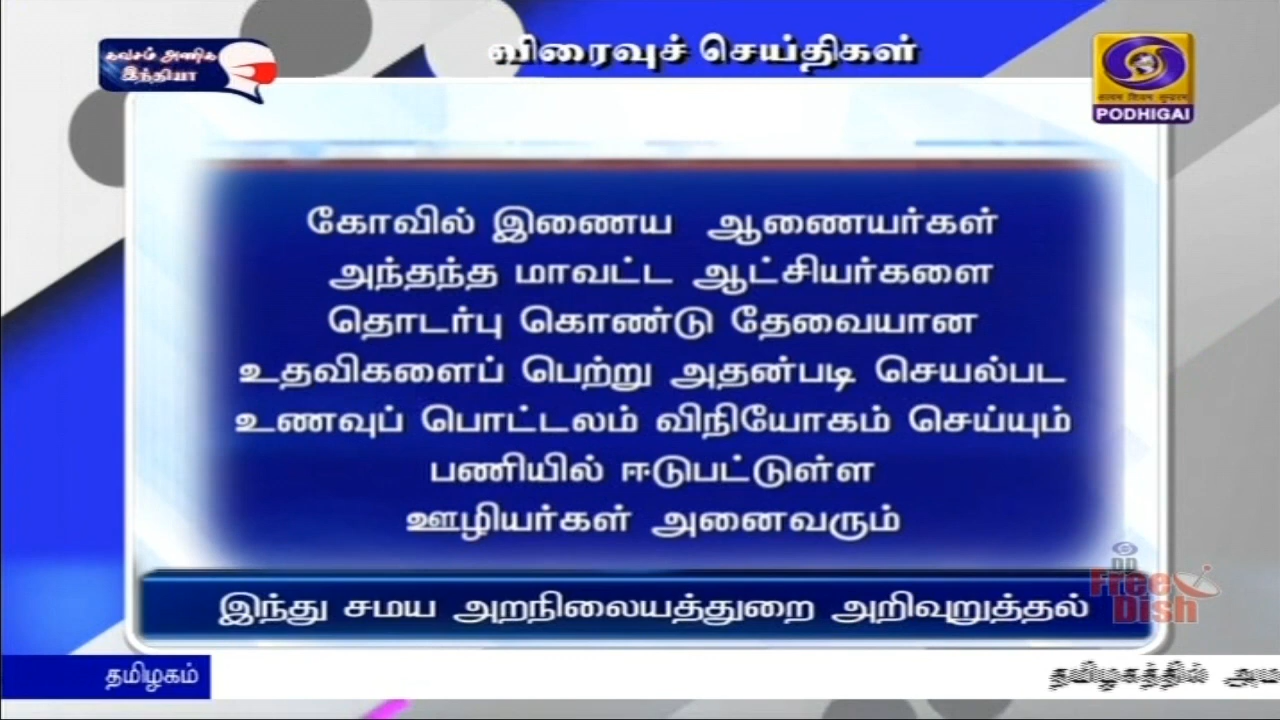 கவசம் அணிக
இந்தியா
விரைவுச் செய்திகள்
PODHIGAI
கோவில் இணைய ஆணையர்கள்
அந்தந்த மாவட்ட ஆட்சியர்களை
தொடர்பு கொண்டு தேவையான
உதவிகளைப் பெற்று அதன்படி செயல்பட
உணவுப் பொட்டலம் விநியோகம் செய்யும்
பணியில் ஈடுபட்டுள்ள
ஊழியர்கள் அனைவரும்
DD
Free
Dish
இந்து சமய அறநிலையத்துறை அறிவுறுத்தல்
தமிழகம்
தமிழகத்தில்